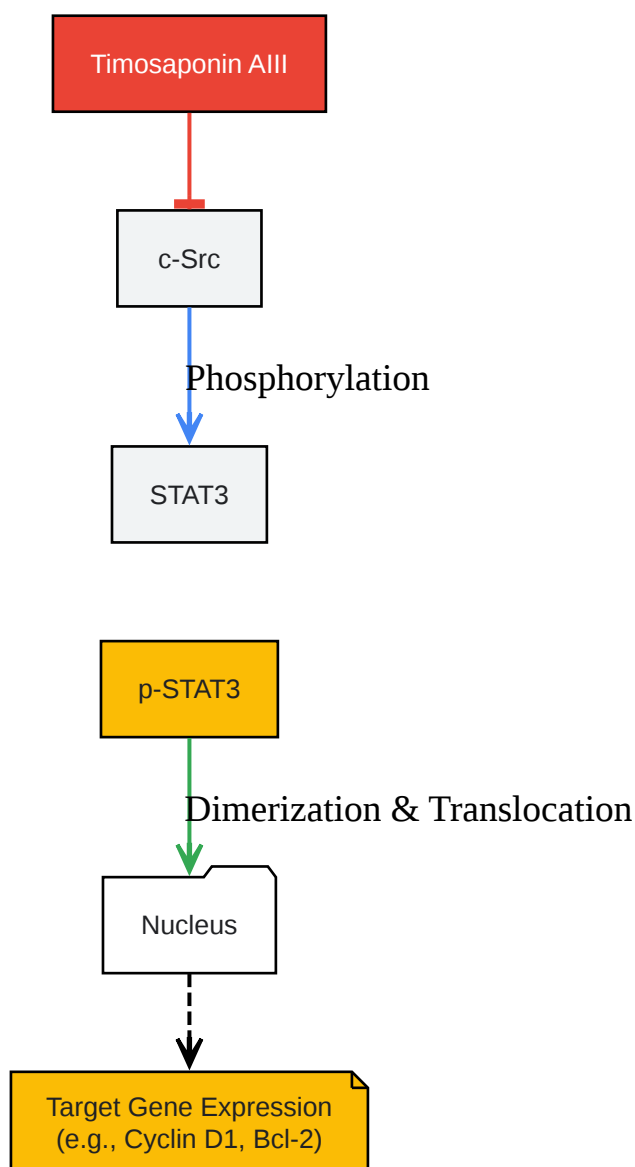 Timosaponin AIII
c-Src
Phosphorylation
STAT3
p-STAT3
Dimerization & Translocation
Nucleus
Target Gene Expression
(e.g., Cyclin D1, Bcl-2)